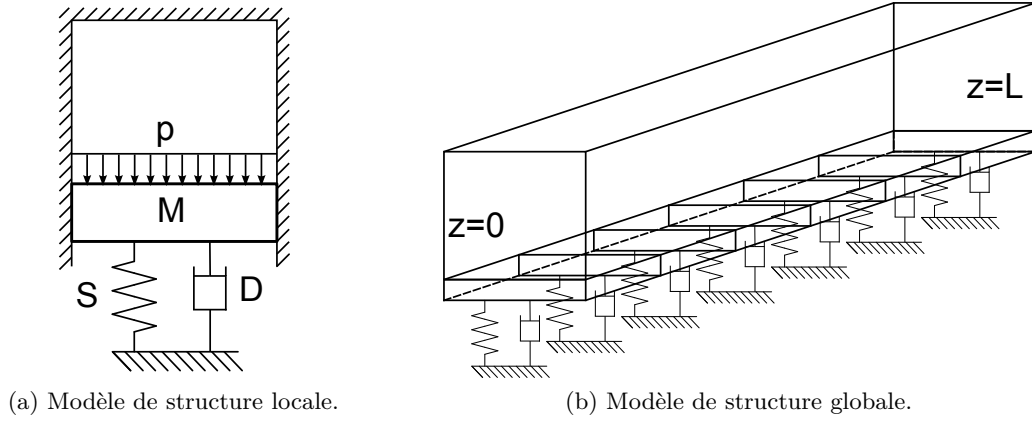 p
M
S
D
z=0
z=L
(a) Modèle de structure locale.
(b) Modèle de structure globale.